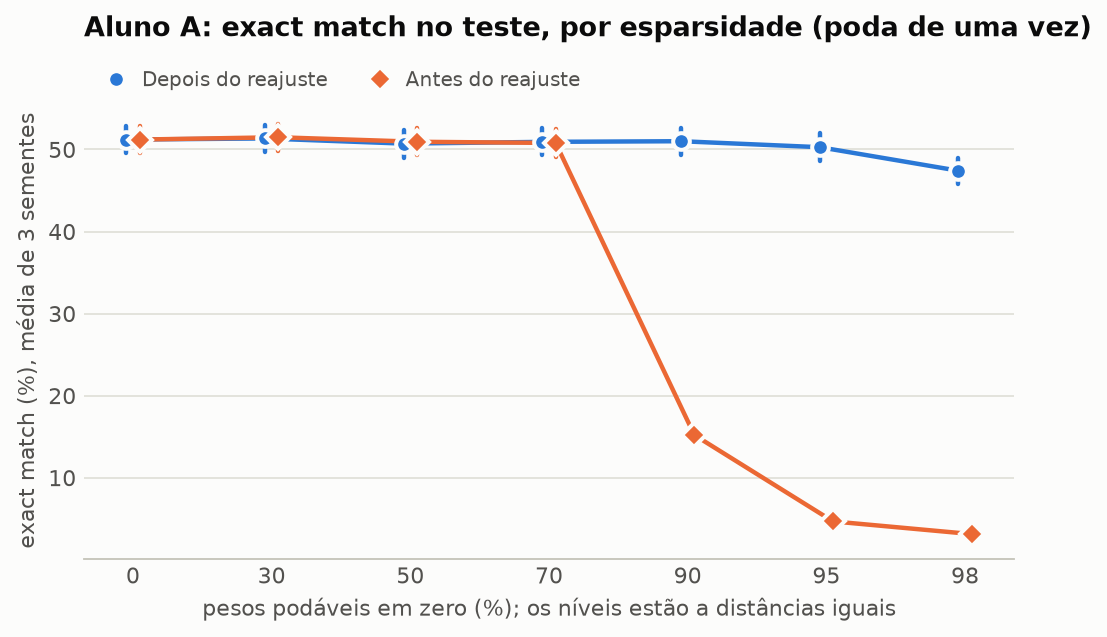 Aluno A: exact match no teste, por esparsidade (poda de uma vez)
Depois do reajuste
Antes do reajuste
exact match (%), média de 3 sementes
50
40
30
20
10
0 30 50 70 90 95 98
pesos podáveis em zero (%); os níveis estão a distâncias iguais